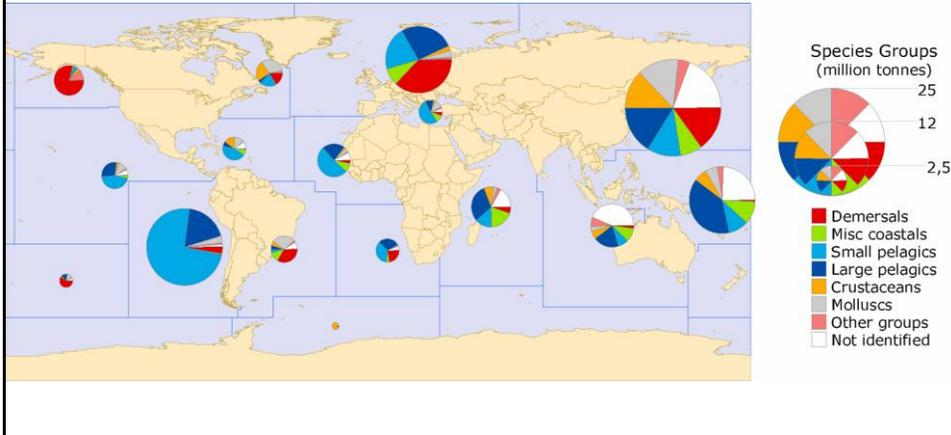 Species Groups
(million tonnes)
25
12
2,5
Demersals
Misc coastals
Small pelagics
Large pelagics
Crustaceans
Molluscs
Other groups
Not identified